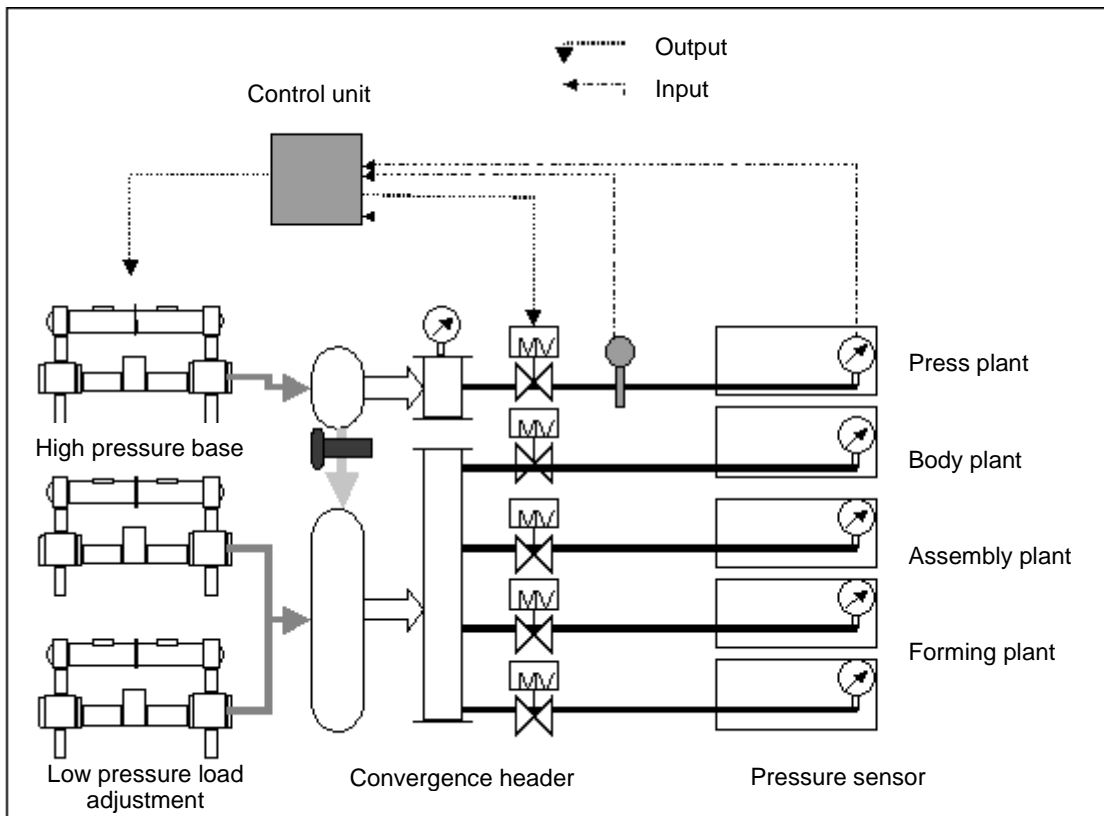 Output
Input
Control unit
MV
Press plant
High pressure base
MV
Body plant
MV
Assembly plant
MV
Forming plant
MV
Low pressure load
adjustment
Convergence header
Pressure sensor